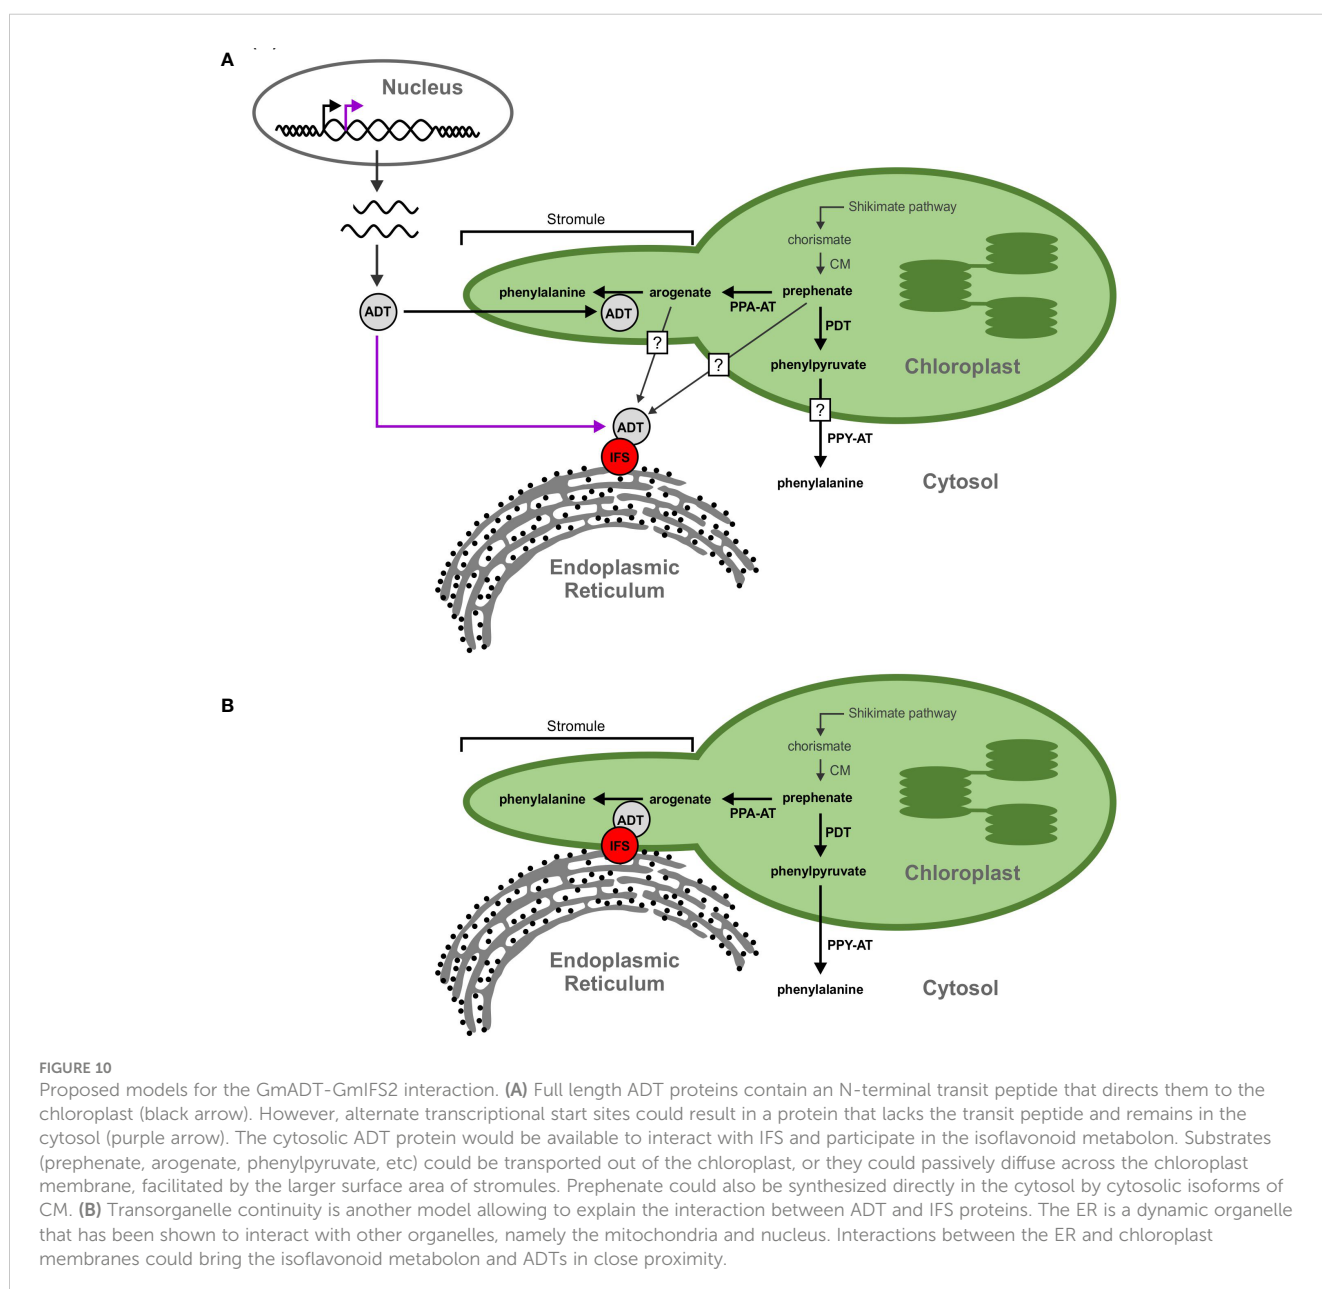 A
Nucleus
Stromule
Shikimate pathway
chorismate
CM
phenylalanine
arogenate
PPA-AT
prephenate
ADT
ADT
PDT
?
?
phenylpyruvate
Chloroplast
?
ADT
PPY-AT
IFS
phenylalanine
Cytosol
Endoplasmic
Reticulum
B
Stromule
Shikimate pathway
chorismate
CM
phenylalanine
arogenate
PPA-AT
prephenate
ADT
PDT
IFS
phenylpyruvate
Chloroplast
PPY-AT
Endoplasmic
Reticulum
phenylalanine
Cytosol
FIGURE 10
Proposed models for the GmADT-GmIFS2 interaction. (A) Full length ADT proteins contain an N-terminal transit peptide that directs them to the
chloroplast (black arrow). However, alternate transcriptional start sites could result in a protein that lacks the transit peptide and remains in the
cytosol (purple arrow). The cytosolic ADT protein would be available to interact with IFS and participate in the isoflavonoid metabolon. Substrates
(prephenate, arogenate, phenylpyruvate, etc) could be transported out of the chloroplast, or they could passively diffuse across the chloroplast
membrane, facilitated by the larger surface area of stromules. Prephenate could also be synthesized directly in the cytosol by cytosolic isoforms of
CM. (B) Transorganelle continuity is another model allowing to explain the interaction between ADT and IFS proteins. The ER is a dynamic organelle
that has been shown to interact with other organelles, namely the mitochondria and nucleus. Interactions between the ER and chloroplast
membranes could bring the isoflavonoid metabolon and ADTs in close proximity.